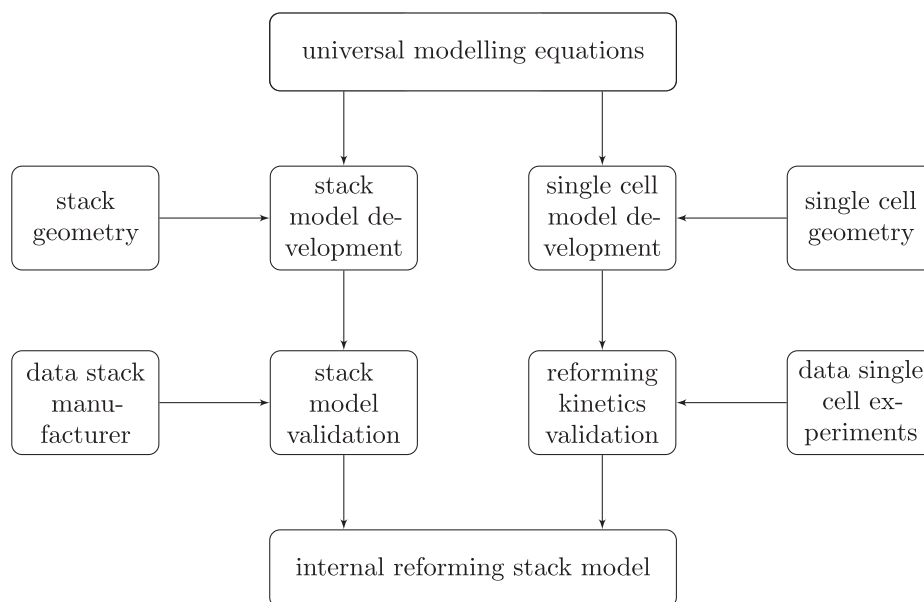 universal modelling equations
stack
geometry
stack
model de-
velopment
single cell
model de-
velopment
single cell
geometry
data stack
manu-
facturer
stack
model
validation
reforming
kinetics
validation
data single
cell ex-
periments
internal reforming stack model